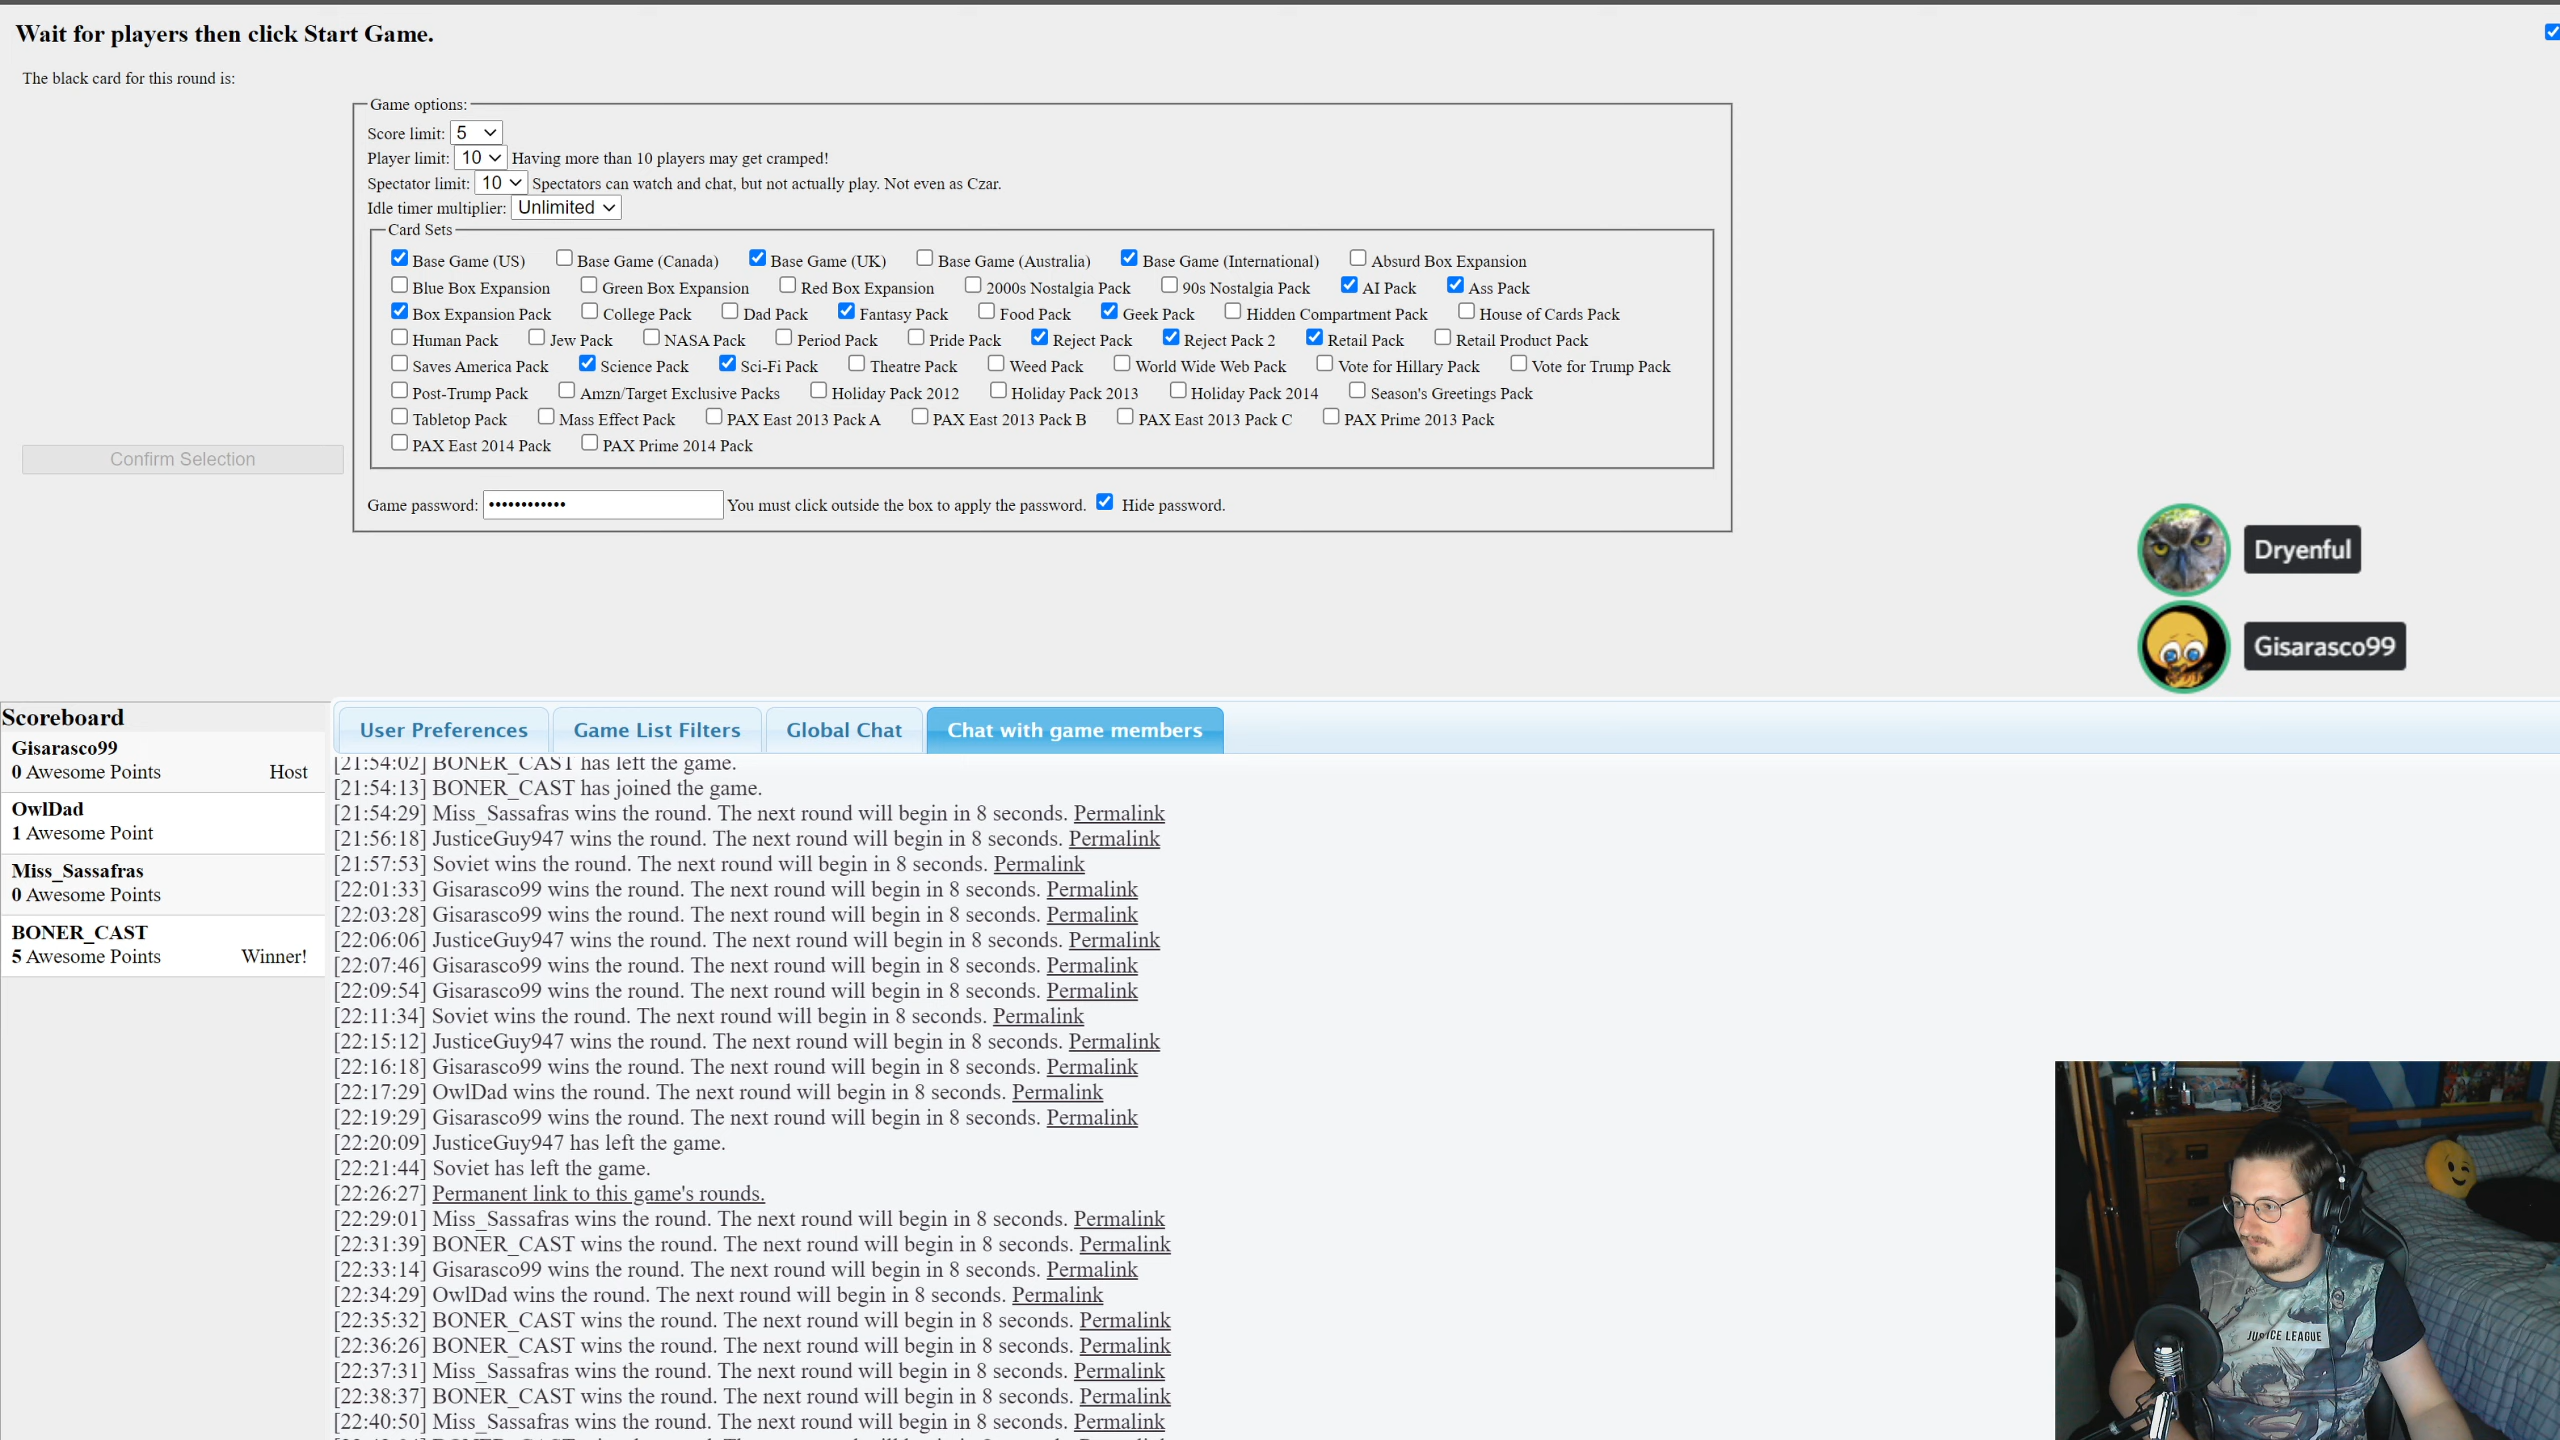 Wait for players then click Start Game.
The black card for this round is:
Game options:
Score limit: 5
Player limit: 10 Having more than 10 players may get cramped!
Spectator limit: 10 Spectators can watch and chat, but not actually play. Not even as Czar.
Idle timer multiplier: Unlimited
Card Sets
Base Game (US) Base Game (Canada) Base Game (UK) Base Game (Australia) Base Game (International) Absurd Box Expansion
Blue Box Expansion Green Box Expansion Red Box Expansion 2000s Nostalgia Pack 90s Nostalgia Pack AI Pack Ass Pack
Box Expansion Pack College Pack Dad Pack Fantasy Pack Food Pack Geek Pack Hidden Compartment Pack House of Cards Pack
Human Pack Jew Pack NASA Pack Period Pack Pride Pack Reject Pack Reject Pack 2 Retail Pack Retail Product Pack
Saves America Pack Science Pack Sci-Fi Pack Theatre Pack Weed Pack World Wide Web Pack Vote for Hillary Pack Vote for Trump Pack
Post-Trump Pack Amzn/Target Exclusive Packs Holiday Pack 2012 Holiday Pack 2013 Holiday Pack 2014 Season's Greetings Pack
Tabletop Pack Mass Effect Pack PAX East 2013 Pack A PAX East 2013 Pack B PAX East 2013 Pack C PAX Prime 2013 Pack
PAX East 2014 Pack PAX Prime 2014 Pack
Confirm Selection
Game password: •••••••••••• You must click outside the box to apply the password. Hide password.
Dryenful
Gisarasco99
Scoreboard
Gisarasco99
0 Awesome Points Host
OwlDad
1 Awesome Point
Miss_Sassafras
0 Awesome Points
BONER_CAST
5 Awesome Points Winner!
User Preferences Game List Filters Global Chat Chat with game members
[21:54:02] BONER_CAST has left the game.
[21:54:13] BONER_CAST has joined the game.
[21:54:29] Miss_Sassafras wins the round. The next round will begin in 8 seconds. Permalink
[21:56:18] JusticeGuy947 wins the round. The next round will begin in 8 seconds. Permalink
[21:57:53] Soviet wins the round. The next round will begin in 8 seconds. Permalink
[22:01:33] Gisarasco99 wins the round. The next round will begin in 8 seconds. Permalink
[22:03:28] Gisarasco99 wins the round. The next round will begin in 8 seconds. Permalink
[22:06:06] JusticeGuy947 wins the round. The next round will begin in 8 seconds. Permalink
[22:07:46] Gisarasco99 wins the round. The next round will begin in 8 seconds. Permalink
[22:09:54] Gisarasco99 wins the round. The next round will begin in 8 seconds. Permalink
[22:11:34] Soviet wins the round. The next round will begin in 8 seconds. Permalink
[22:15:12] JusticeGuy947 wins the round. The next round will begin in 8 seconds. Permalink
[22:16:18] Gisarasco99 wins the round. The next round will begin in 8 seconds. Permalink
[22:17:29] OwlDad wins the round. The next round will begin in 8 seconds. Permalink
[22:19:29] Gisarasco99 wins the round. The next round will begin in 8 seconds. Permalink
[22:20:09] JusticeGuy947 has left the game.
[22:21:44] Soviet has left the game.
[22:26:27] Permanent link to this game's rounds.
[22:29:01] Miss_Sassafras wins the round. The next round will begin in 8 seconds. Permalink
[22:31:39] BONER_CAST wins the round. The next round will begin in 8 seconds. Permalink
[22:33:14] Gisarasco99 wins the round. The next round will begin in 8 seconds. Permalink
[22:34:29] OwlDad wins the round. The next round will begin in 8 seconds. Permalink
[22:35:32] BONER_CAST wins the round. The next round will begin in 8 seconds. Permalink
[22:36:26] BONER_CAST wins the round. The next round will begin in 8 seconds. Permalink
[22:37:31] Miss_Sassafras wins the round. The next round will begin in 8 seconds. Permalink
[22:38:37] BONER_CAST wins the round. The next round will begin in 8 seconds. Permalink
[22:40:50] Miss_Sassafras wins the round. The next round will begin in 8 seconds. Permalink
JUSTICE LEAGUE